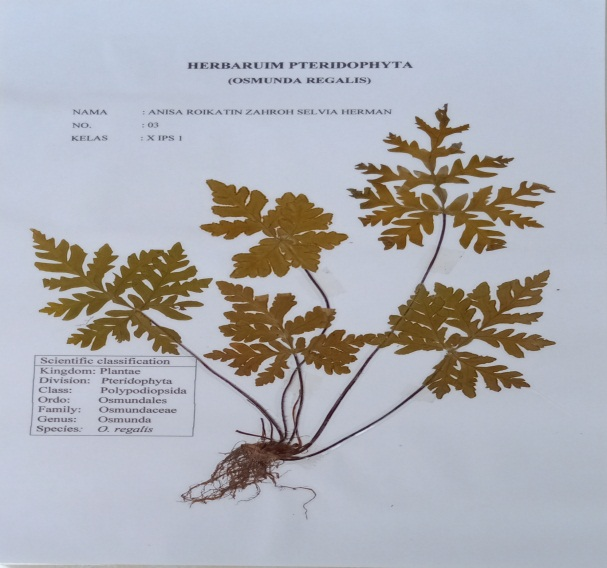 HERBARUIM PTERIDOPHYTA
(OSMUNDA REGALIS)
NAMA : ANISA ROIKATIN ZAHROH SELVIA HERMAN
NO. : 03
KELAS : X IPS 1
Scientific classification
Kingdom: Plantae
Division: Pteridophyta
Class: Polypodiopsida
Ordo: Osmundales
Family: Osmundaceae
Genus: Osmunda
Species: O. regalis